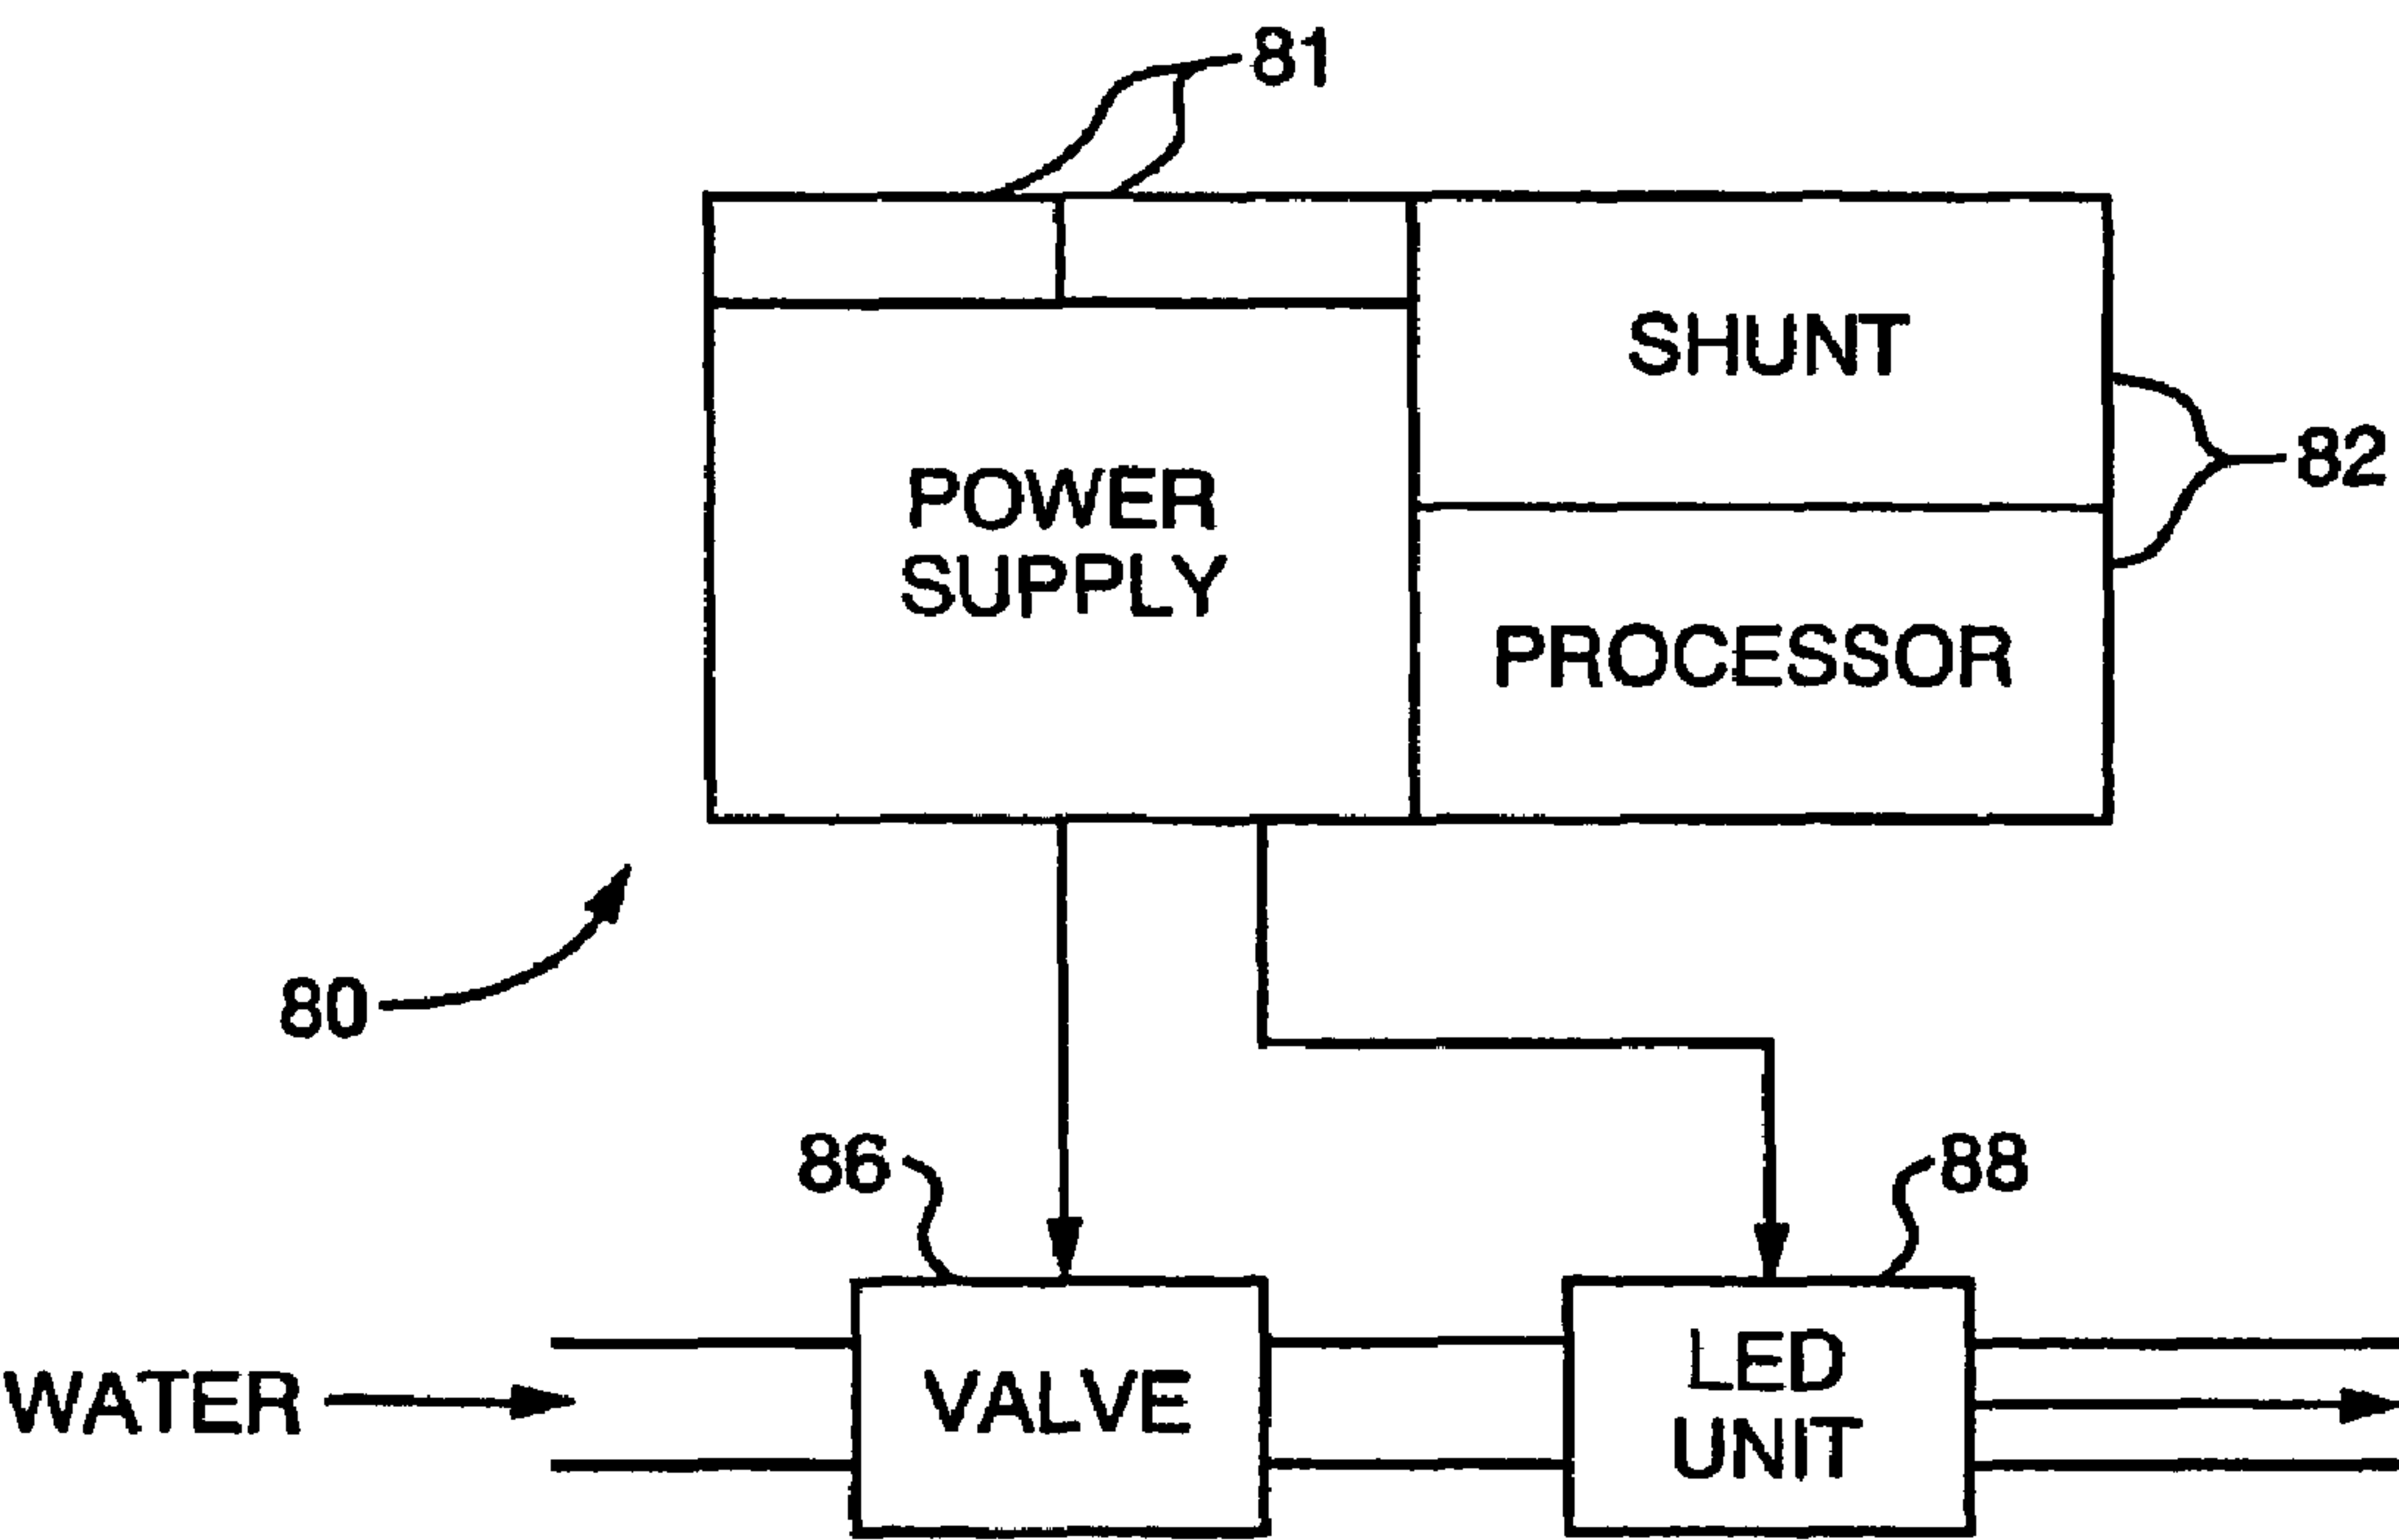 81
SHUNT
82
POWER
SUPPLY
PROCESSOR
80
86
88
WATER
VALVE
LED
UNIT